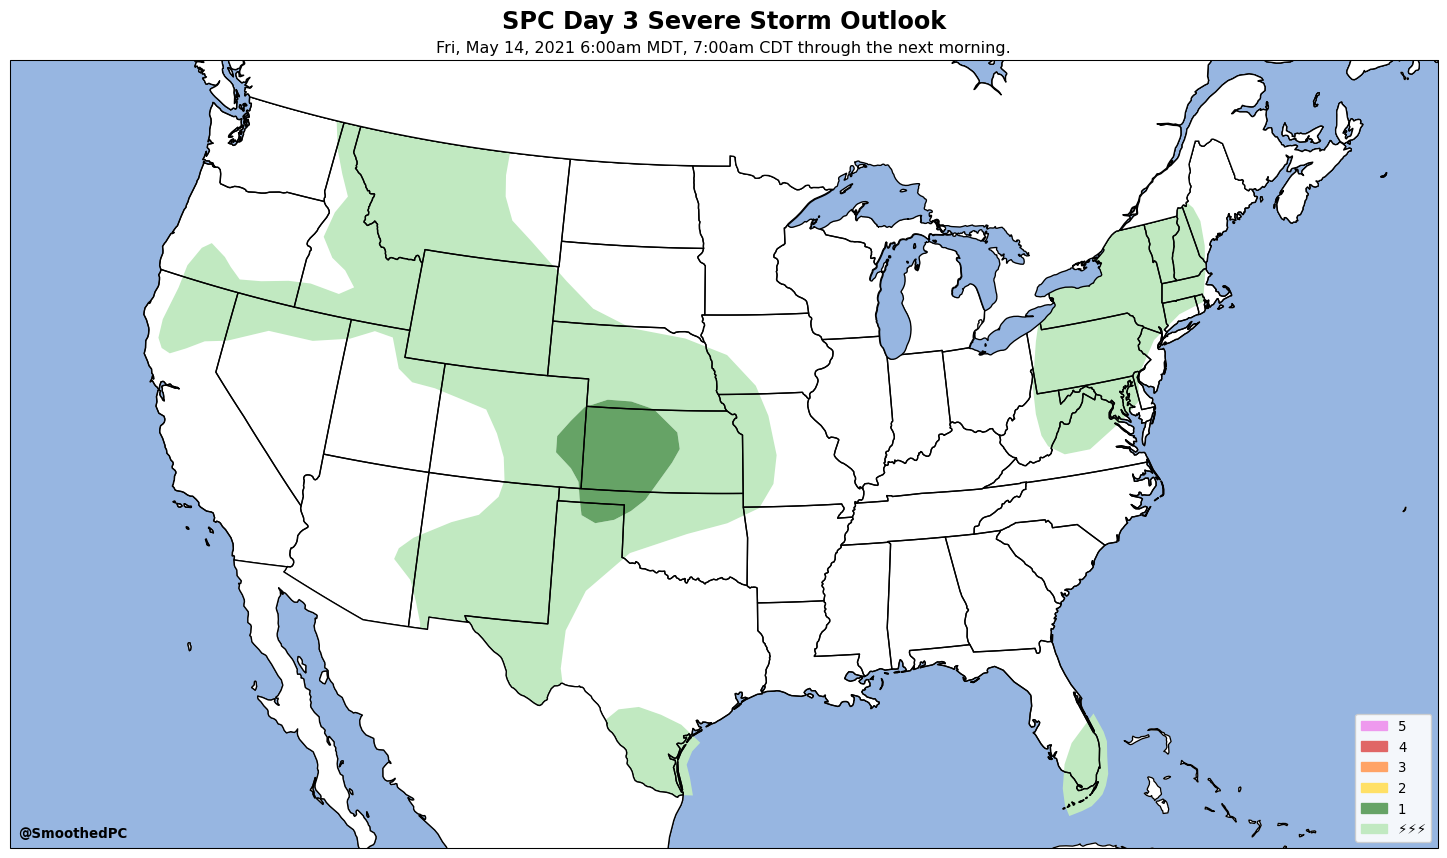 SPC Day 3 Severe Storm Outlook
Fri, May 14, 2021 6:00am MDT, 7:00am CDT through the next morning.
5
4
3
2
1
⚡⚡⚡
@SmoothedPC